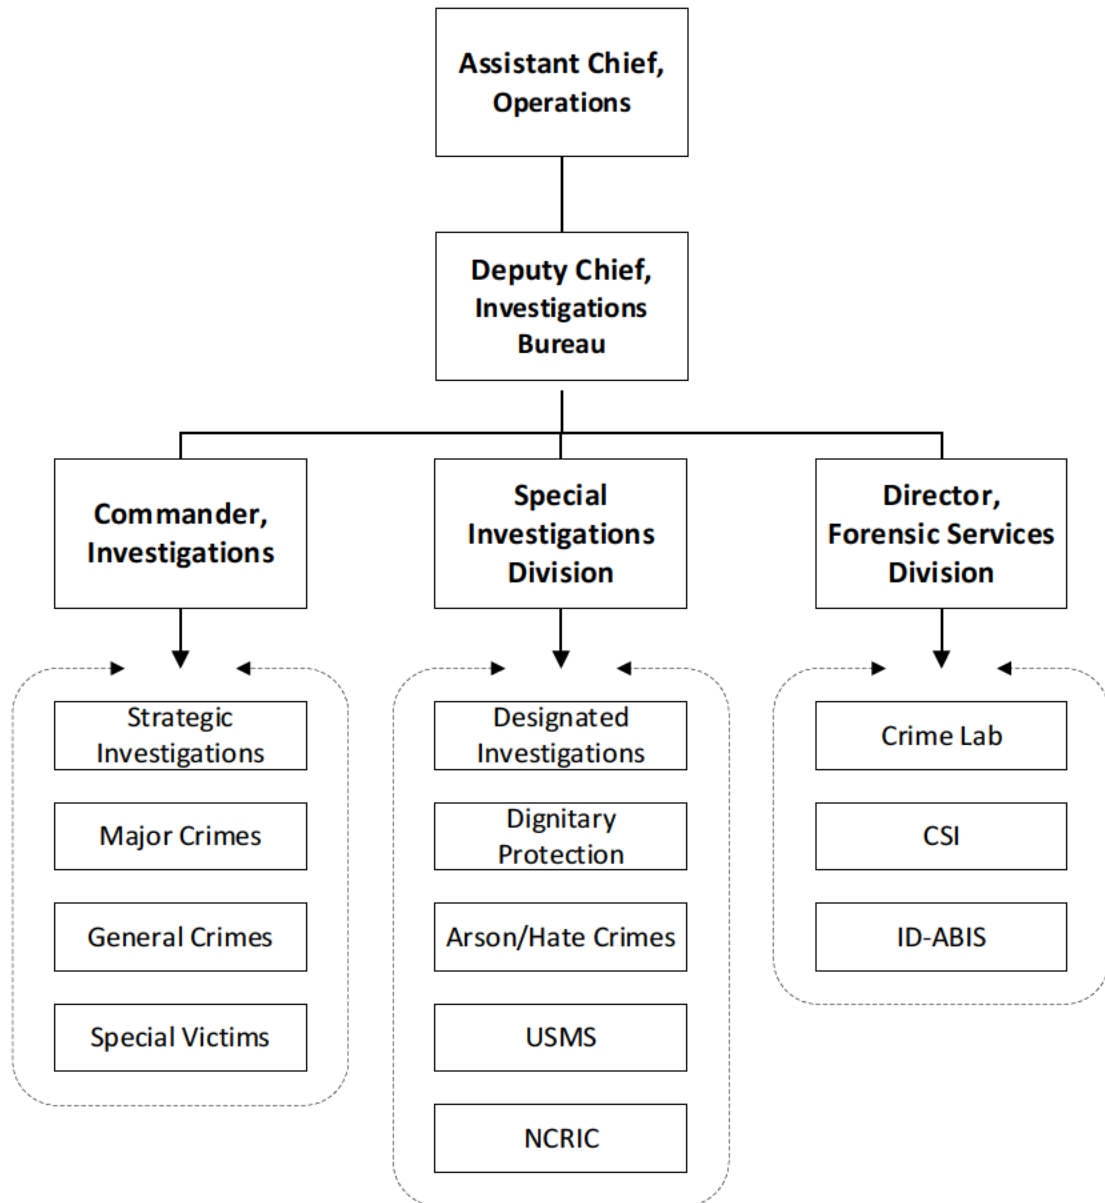 Assistant Chief,
Operations
Deputy Chief,
Investigations
Bureau
Commander,
Investigations
Special
Investigations
Division
Director,
Forensic Services
Division
Strategic
Investigations
Major Crimes
General Crimes
Special Victims
Designated
Investigations
Dignitary
Protection
Arson/Hate Crimes
USMS
NCRIC
Crime Lab
CSI
ID-ABIS